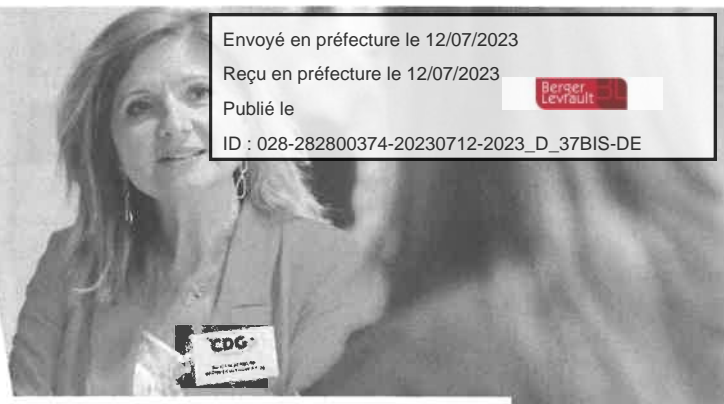 Envoyé en préfecture le 12/07/2023
Reçu en préfecture le 12/07/2023
Berger
Levrault
Publié le
ID : 028-282800374-20230712-2023_D_37BIS-DE
CDG